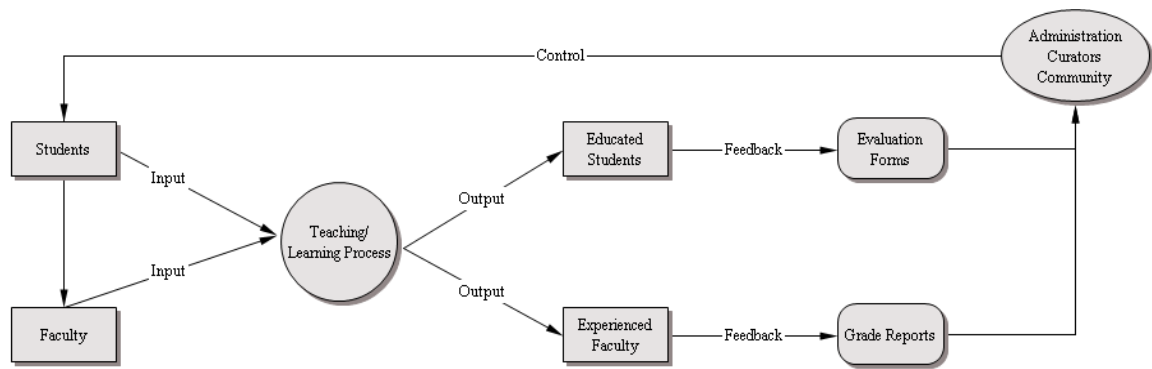 Administration
Curators
Community
Control
Students
Input
Teaching/
Learning Process
Input
Faculty
Output
Educated
Students
Feedback
Evaluation
Forms
Output
Experienced
Faculty
Feedback
Grade Reports